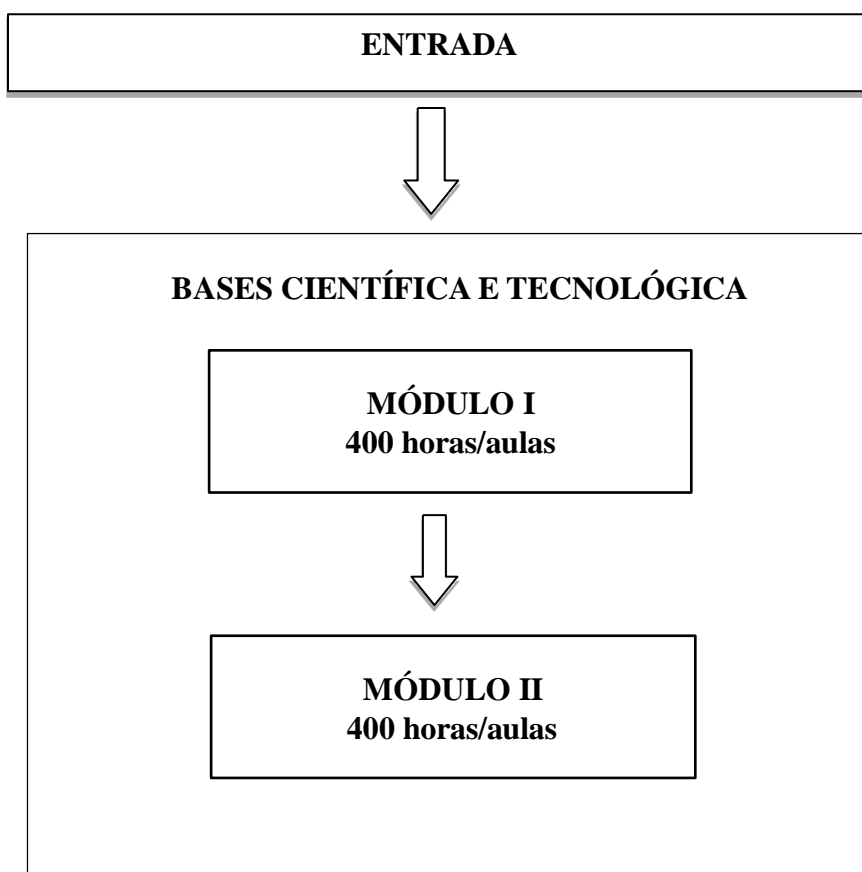 ENTRADA
BASES CIENTÍFICA E TECNOLÓGICA
MÓDULO I
400 horas/aulas
MÓDULO II
400 horas/aulas